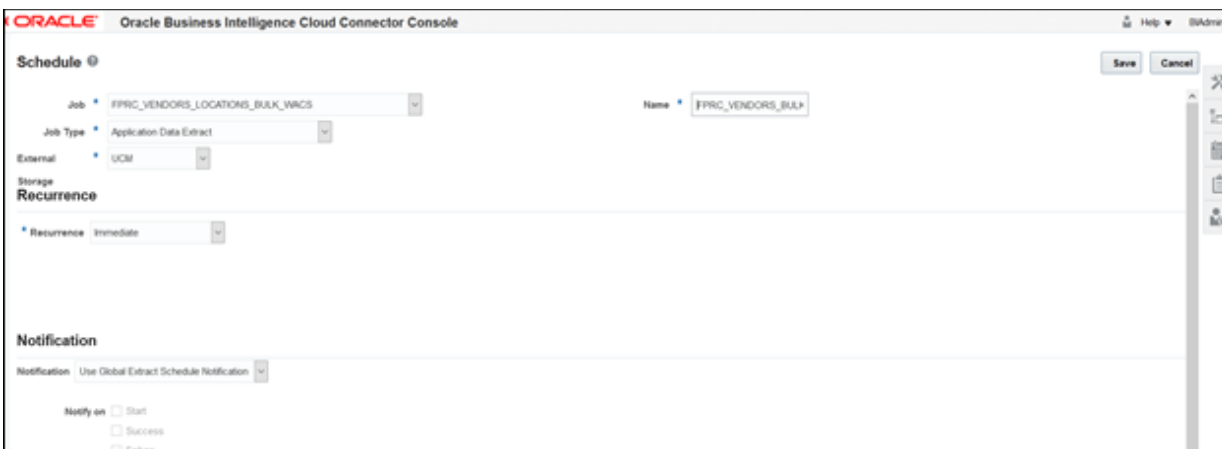 ORACLE Oracle Business Intelligence Cloud Connector Console Help BIAdmin
Schedule Save Cancel
Job * FPRC_VENDORS_LOCATIONS_BULK_WACS Name * FPRC_VENDORS_BULK
Job Type * Application Data Extract
External * UCM
Storage
Recurrence
* Recurrence Immediate
Notification
Notification Use Global Extract Schedule Notification
Notify on Start
Success